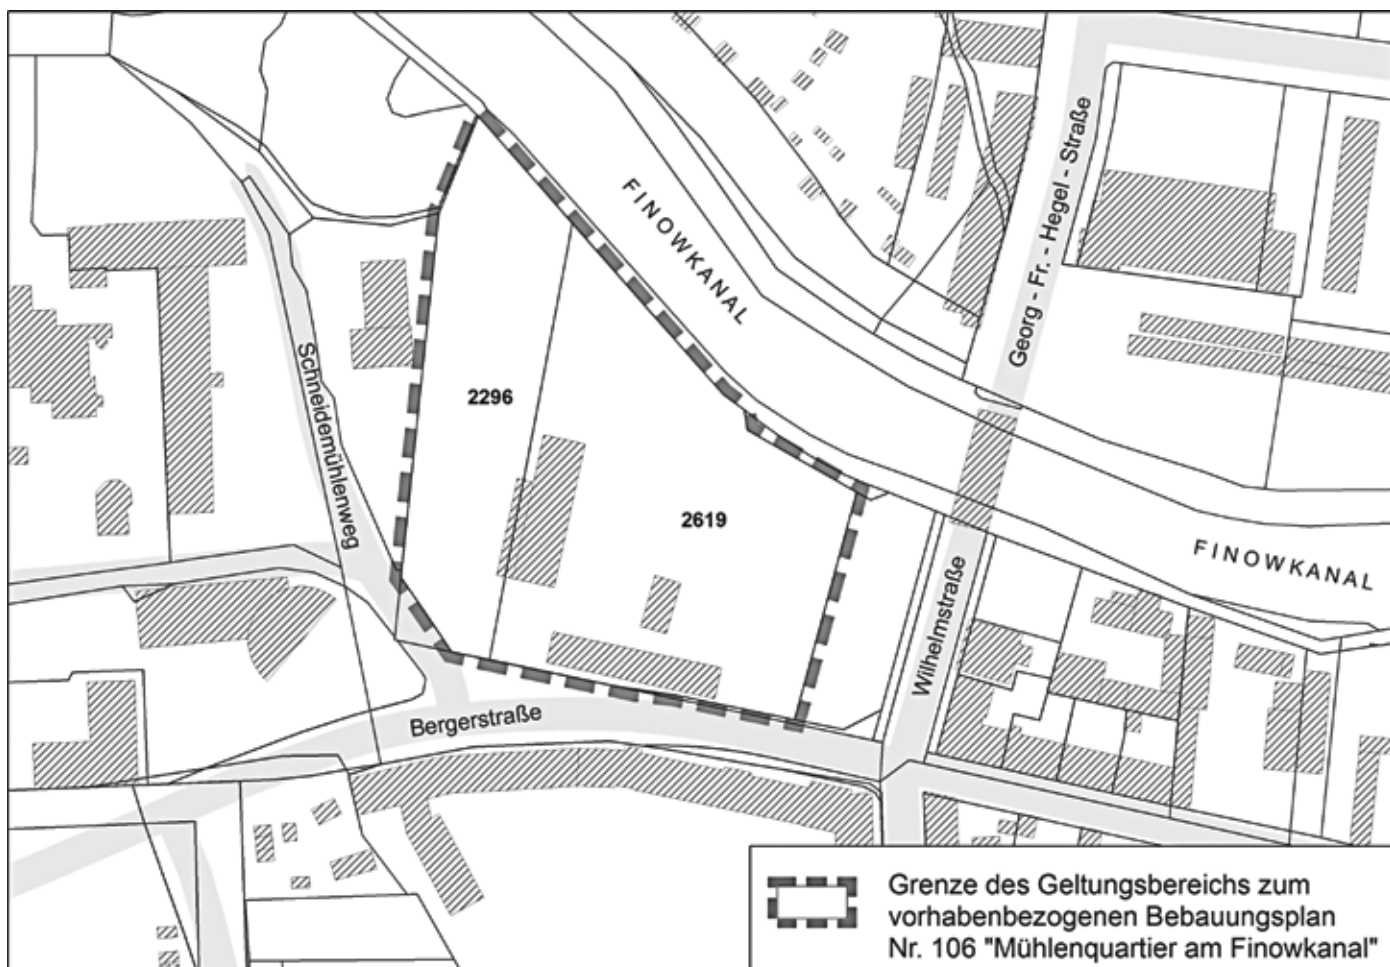 FINOWKANAL
Georg - Fr. - Hegel - Straße
Schneidemühlenweg
2296
2619
FINOWKANAL
Wilhelmstraße
Bergerstraße
Grenze des Geltungsbereichs zum
vorhabenbezogenen Bebauungsplan
Nr. 106 "Mühlenquartier am Finowkanal"